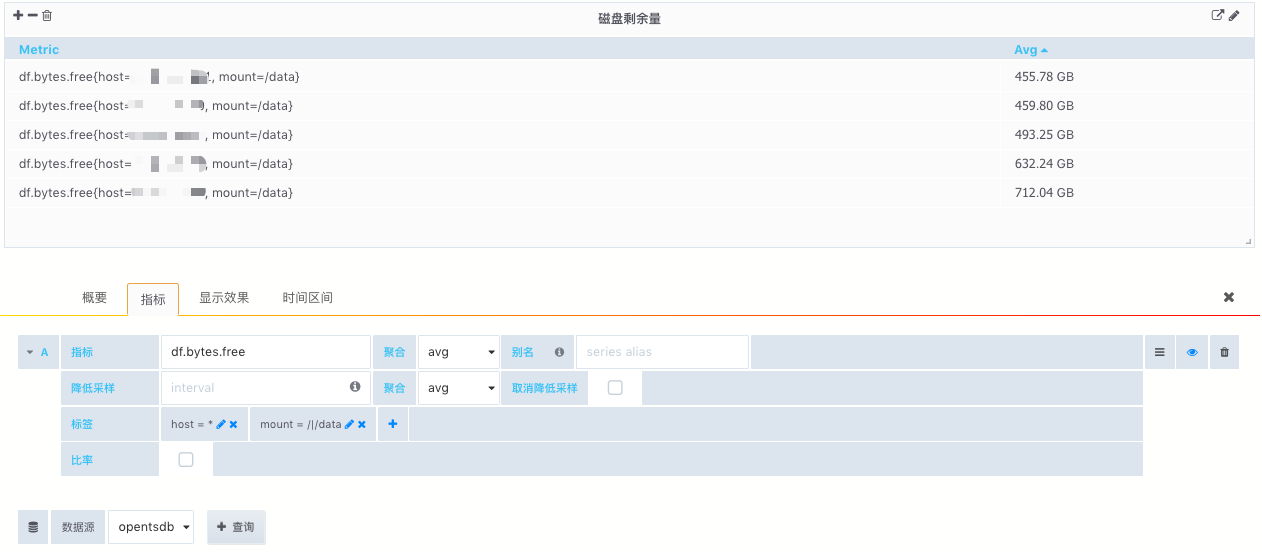 磁盘剩余量
Metric Avg
df.bytes.free{host= , mount=/data} 455.78 GB
df.bytes.free{host= , mount=/data} 459.80 GB
df.bytes.free{host= , mount=/data} 493.25 GB
df.bytes.free{host= , mount=/data} 632.24 GB
df.bytes.free{host= , mount=/data} 712.04 GB
概要 指标 显示效果 时间区间
A 指标 df.bytes.free 聚合 avg 别名 series alias
降低采样 interval 聚合 avg 取消降低采样
标签 host = * mount = /|/data
比率
数据源 opentsdb 查询